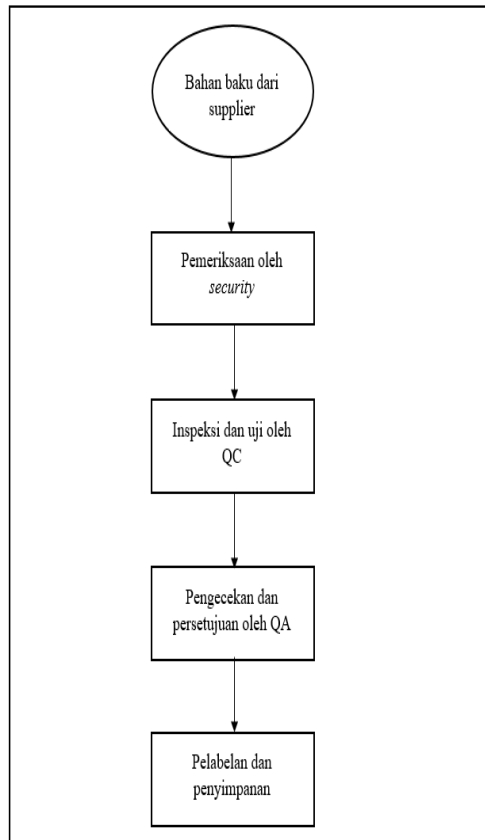 Bahan baku dari
supplier
Pemeriksaan oleh
security
Inspeksi dan uji oleh
QC
Pengecekan dan
persetujuan oleh QA
Pelabelan dan
penyimpanan